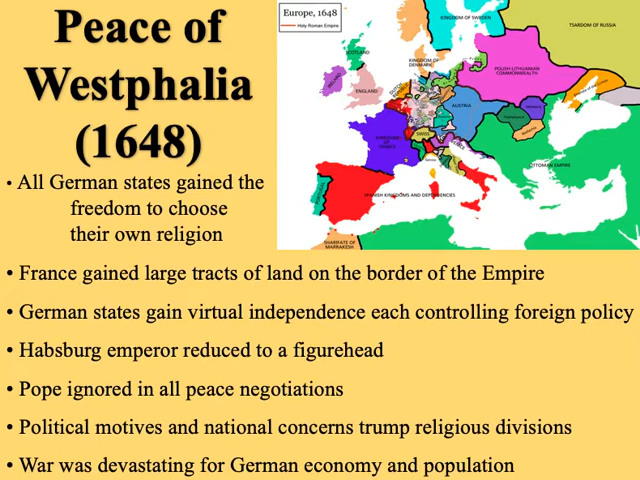 Peace of
Westphalia
(1648)
• All German states gained the
freedom to choose
their own religion
• France gained large tracts of land on the border of the Empire
• German states gain virtual independence each controlling foreign policy
• Habsburg emperor reduced to a figurehead
• Pope ignored in all peace negotiations
• Political motives and national concerns trump religious divisions
• War was devastating for German economy and population
Europe, 1648
Holy Roman Empire
KINGDOM OF SWEDEN
TSARDOM OF RUSSIA
SCOTLAND
KINGDOM OF
DENMARK
IRELAND
ENGLAND
POLISH-LITHUANIAN
COMMONWEALTH
AUSTRIA
KINGDOM
OF FRANCE
SWISS
OTTOMAN EMPIRE
PORTUGAL
SPANISH KINGDOMS AND DEPENDENCIES
SHARIFATE OF
MARRAKESH